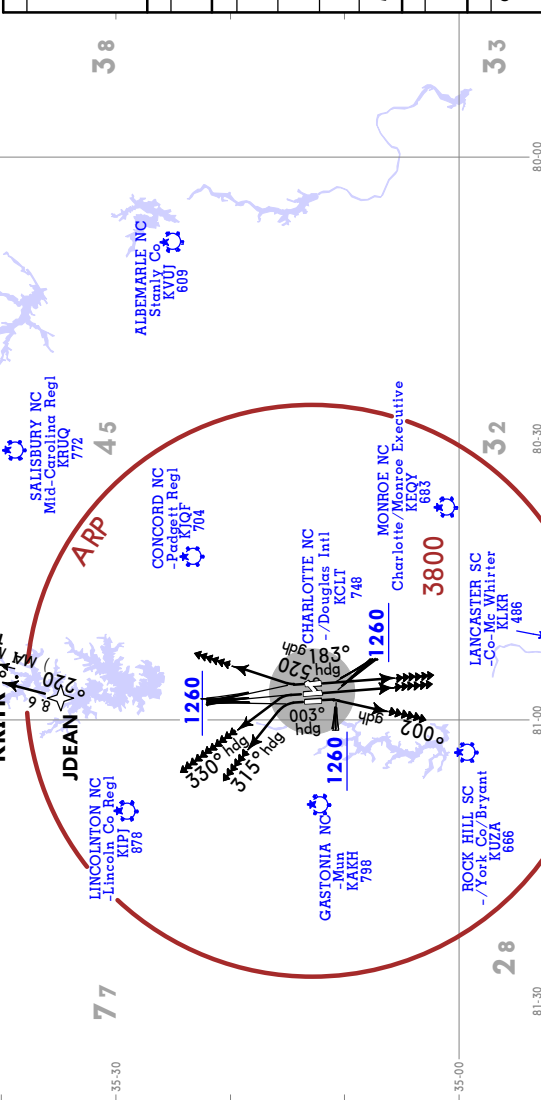 38
33
80-00
ALBEMARLE NC
Stanly Co
KVUJ
609
SALISBURY NC
Mid-Carolina Regl
KRUQ
772
45
32
80-30
ARP
CONCORD NC
-Padgett Regl
KJQF
704
MONROE NC
Charlotte/Monroe Executive
KEQY
683
3800
CHARLOTTE NC
-/Douglas Intl
KCLT
748
LANCASTER SC
-Co-Mc Whirter
KLKR
486
1260
1260
1260
183°
hdg
hdg
003°
hdg
hdg
330° hdg
315° hdg
8.6
JDEAN
81-00
LINCOLNTON NC
-Lincoln Co Regl
KIPJ
878
GASTONIA NC
-Mun
KAKH
798
ROCK HILL SC
-/York Co/Bryant
KUZA
666
77
28
81-30
35-30
35-00